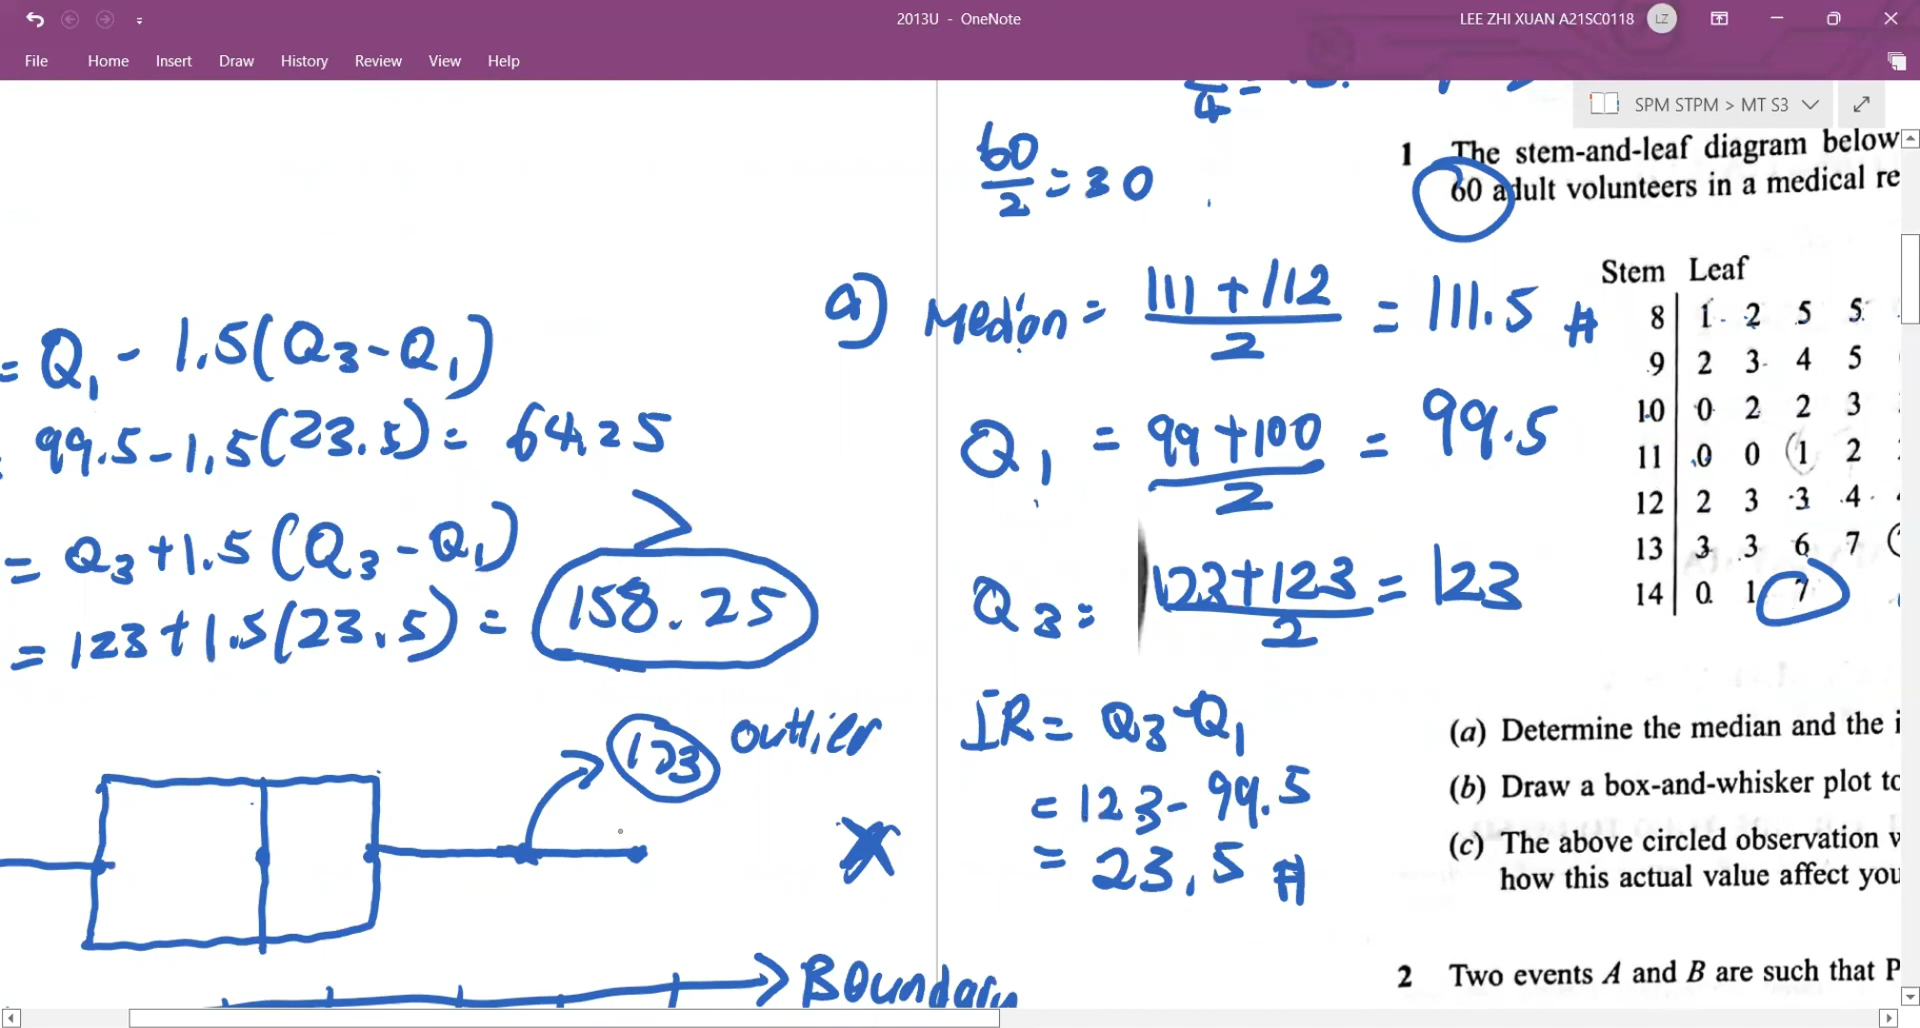 2013U - OneNote
LEE ZHI XUAN A21SC0118
LZ
File Home Insert Draw History Review View Help
SPM STPM > MT S3
4 =
60/2 = 30
a) Median = (111 + 112)/2 = 111.5 #
Q1 = (99 + 100)/2 = 99.5
Q3 = (123 + 123)/2 = 123
IR = Q3 - Q1
= 123 - 99.5
= 23.5 #
= Q1 - 1.5(Q3 - Q1)
= 99.5 - 1.5(23.5) = 64.25
= Q3 + 1.5(Q3 - Q1)
= 123 + 1.5(23.5) = 158.25
>
123 outlier
Boundary
1 The stem-and-leaf diagram below
60 adult volunteers in a medical re
Stem Leaf
8 | 1 2 5 5
9 | 2 3 4 5
10 | 0 2 2 3
11 | 0 0 (1 2
12 | 2 3 3 4
13 | 3 3 6 7
14 | 0 1 7
(a) Determine the median and the i
(b) Draw a box-and-whisker plot to
(c) The above circled observation w
how this actual value affect you
2 Two events A and B are such that P